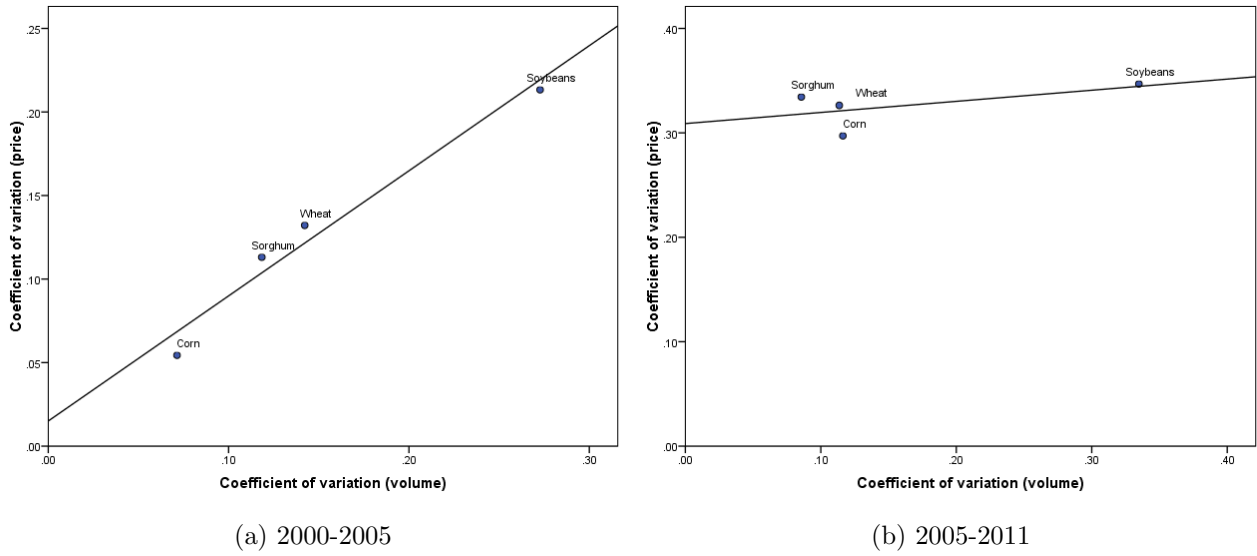 .25
.20
.15
.10
.05
.00
Coefficient of variation (price)
Soybeans
Wheat
Sorghum
Corn
.00 .10 .20 .30
Coefficient of variation (volume)
(a) 2000-2005
.40
.30
.20
.10
.00
Coefficient of variation (price)
Soybeans
Sorghum
Wheat
Corn
.00 .10 .20 .30 .40
Coefficient of variation (volume)
(b) 2005-2011